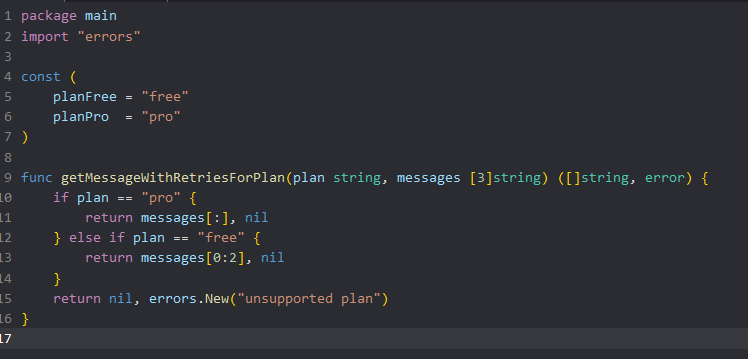 1 package main
2 import "errors"
3
4 const (
5     planFree = "free"
6     planPro  = "pro"
7 )
8
9 func getMessageWithRetriesForPlan(plan string, messages [3]string) ([]string, error) {
10     if plan == "pro" {
11         return messages[:], nil
12     } else if plan == "free" {
13         return messages[0:2], nil
14     }
15     return nil, errors.New("unsupported plan")
16 }
17